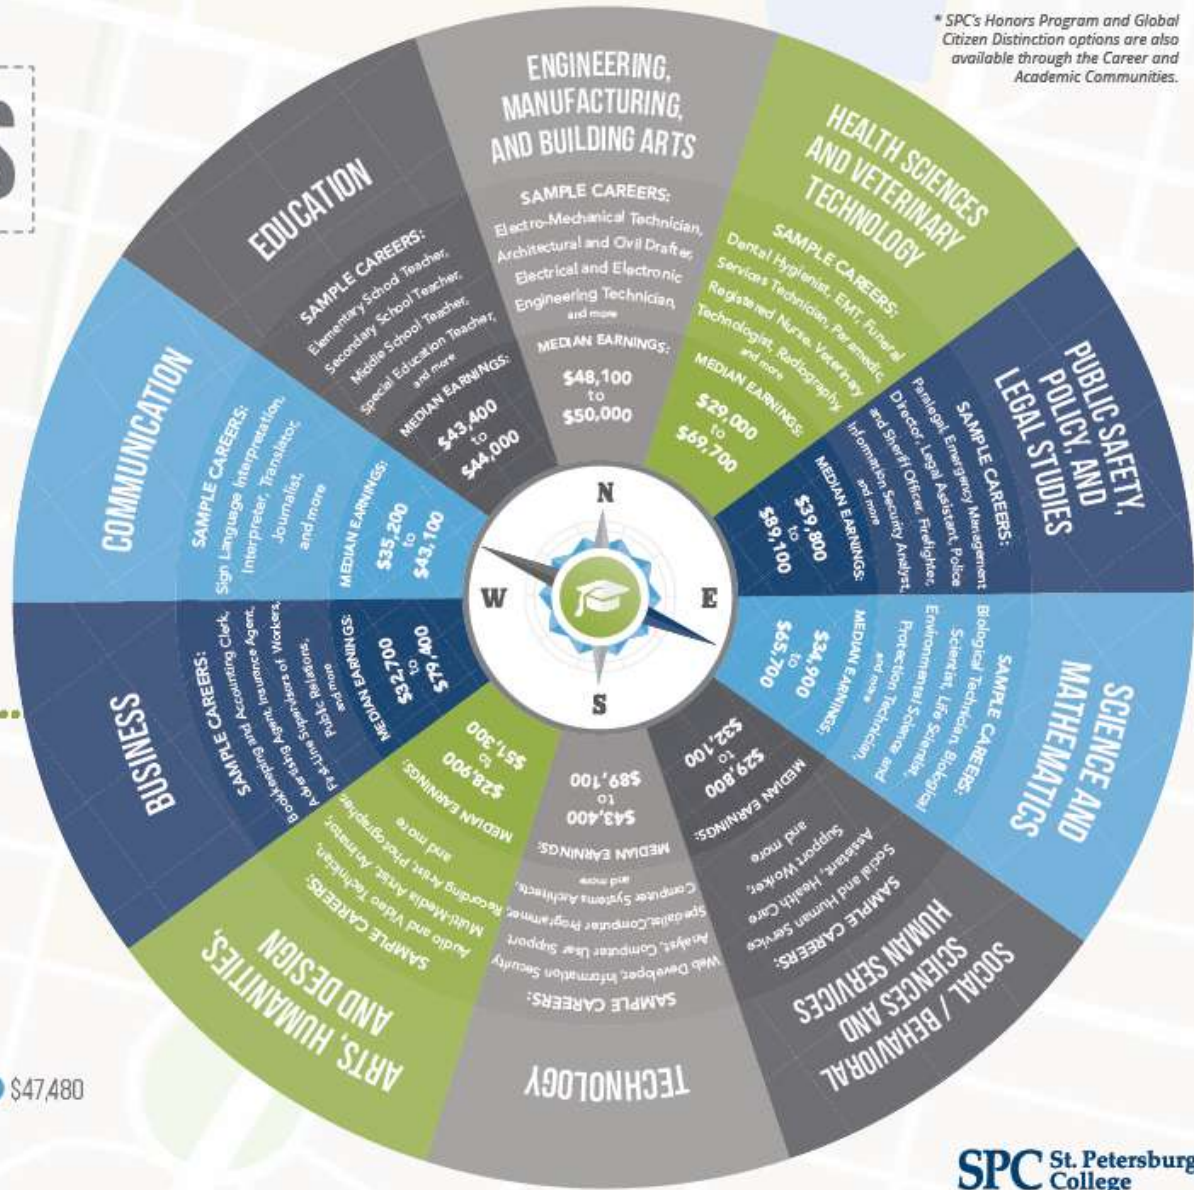 * SPC's Honors Program and Global
Citizen Distinction options are also
available through the Career and
Academic Communities.
S
ENGINEERING,
MANUFACTURING,
AND BUILDING ARTS
SAMPLE CAREERS:
Electro-Mechanical Technician,
Architectural and Civil Drafter,
Electrical and Electronic
Engineering Technician,
and more
MEDIAN EARNINGS:
$48,100
to
$50,000
HEALTH SCIENCES
AND VETERINARY
TECHNOLOGY
SAMPLE CAREERS:
Dental Hygienist, EMT, Funeral
Services Technician, Paramedic,
Registered Nurse, Veterinary
Technologist, Radiography,
and more
MEDIAN EARNINGS:
$29,000
to
$69,700
PUBLIC SAFETY,
POLICY, AND
LEGAL STUDIES
SAMPLE CAREERS:
Paralegal, Emergency Management
Director, Legal Assistant, Police
and Sheriff Officer, Firefighter,
Information Security Analyst,
and more
MEDIAN EARNINGS:
$39,800
to
$89,100
SCIENCE AND
MATHEMATICS
SAMPLE CAREERS:
Biological Technician, Biological
Scientist, Life Scientist,
Environmental Science and
Protection Technician,
and more
MEDIAN EARNINGS:
$34,900
to
$65,700
SOCIAL / BEHAVIORAL
SCIENCES AND
HUMAN SERVICES
SAMPLE CAREERS:
Social and Human Service
Assistant, Health Care
Support Worker,
and more
MEDIAN EARNINGS:
$29,800
to
$32,100
TECHNOLOGY
SAMPLE CAREERS:
Web Developer, Information Security
Analyst, Computer User Support
Specialist, Computer Programmer,
Computer Systems Architects,
and more
MEDIAN EARNINGS:
$43,400
to
$89,100
ARTS, HUMANITIES,
AND DESIGN
SAMPLE CAREERS:
Audio and Video Technician,
Multi-Media Artist, Animator,
Recording Artist, Photographer,
and more
MEDIAN EARNINGS:
$28,900
to
$51,300
BUSINESS
SAMPLE CAREERS:
Bookkeeping and Accounting Clerk,
Advertising Agent, Insurance Agent,
First-Line Supervisors of Workers,
Public Relations,
and more
MEDIAN EARNINGS:
$32,700
to
$79,400
COMMUNICATION
SAMPLE CAREERS:
Sign Language Interpretation,
Interpreter, Translator,
Journalist,
and more
MEDIAN EARNINGS:
$35,200
to
$43,100
EDUCATION
SAMPLE CAREERS:
Elementary School Teacher,
Secondary School Teacher,
Middle School Teacher,
Special Education Teacher,
and more
MEDIAN EARNINGS:
$43,400
to
$44,000
N
W
E
S
$47,480
SPC St. Petersburg
College